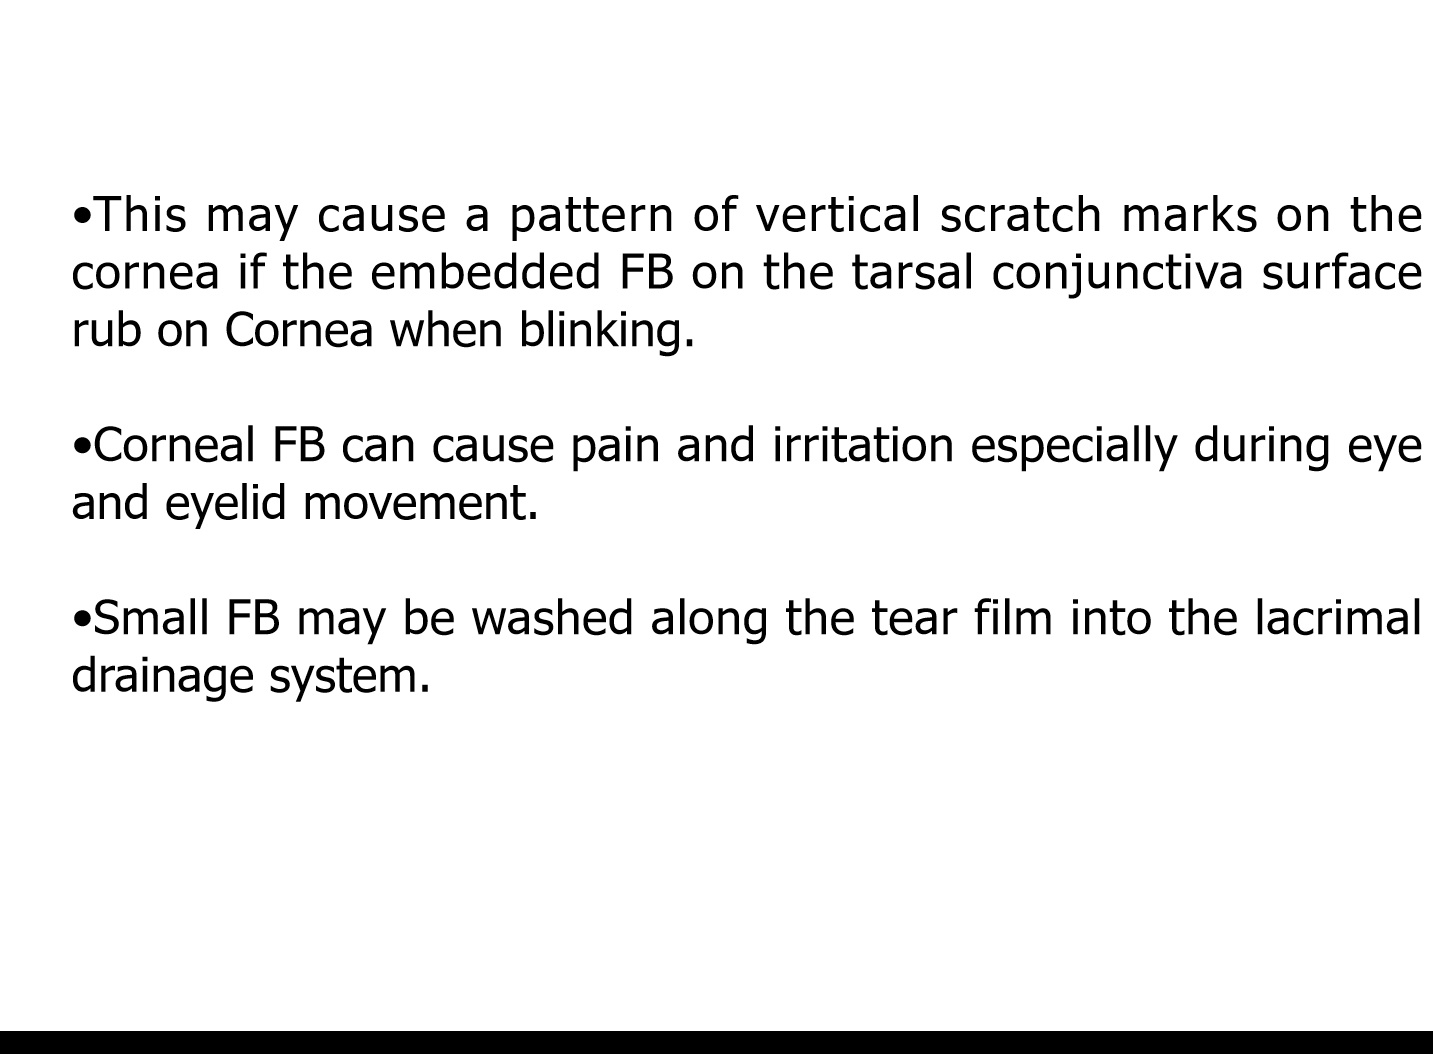 •This may cause a pattern of vertical scratch marks on the
cornea if the embedded FB on the tarsal conjunctiva surface
rub on Cornea when blinking.
•Corneal FB can cause pain and irritation especially during eye
and eyelid movement.
•Small FB may be washed along the tear film into the lacrimal
drainage system.